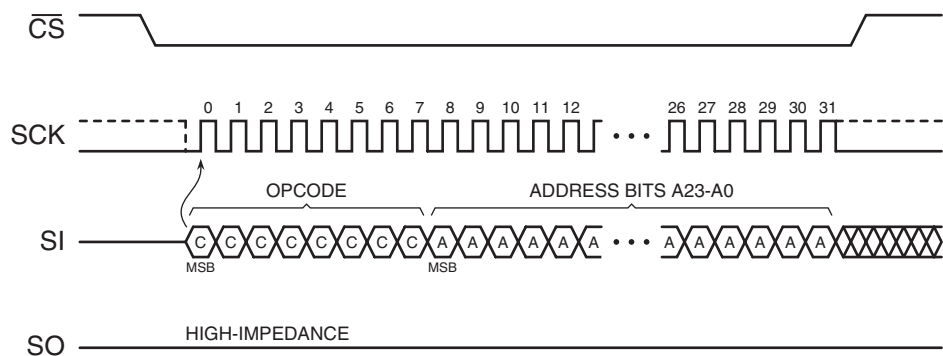 CS
0 1 2 3 4 5 6 7 8 9 10 11 12 26 27 28 29 30 31
SCK
OPCODE ADDRESS BITS A23-A0
SI C C C C C C C C A A A A A A A A A A A A
MSB MSB
HIGH-IMPEDANCE
SO